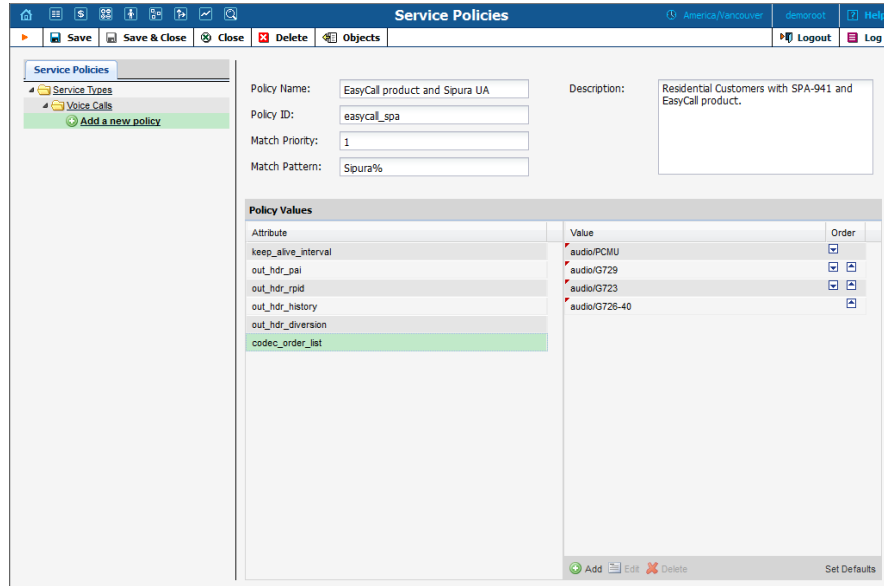 Service Policies
America/Vancouver
demoroot
Help
Save
Save & Close
Close
Delete
Objects
Logout
Log
Service Policies
Service Types
Voice Calls
Add a new policy
Policy Name: EasyCall product and Sipura UA
Policy ID: easycall_spa
Match Priority: 1
Match Pattern: Sipura%
Description: Residential Customers with SPA-941 and
EasyCall product.
Policy Values
Attribute
keep_alive_interval
out_hdr_pai
out_hdr_rpid
out_hdr_history
out_hdr_diversion
codec_order_list
Value Order
audio/PCMU
audio/G729
audio/G723
audio/G726-40
Add Edit Delete Set Defaults